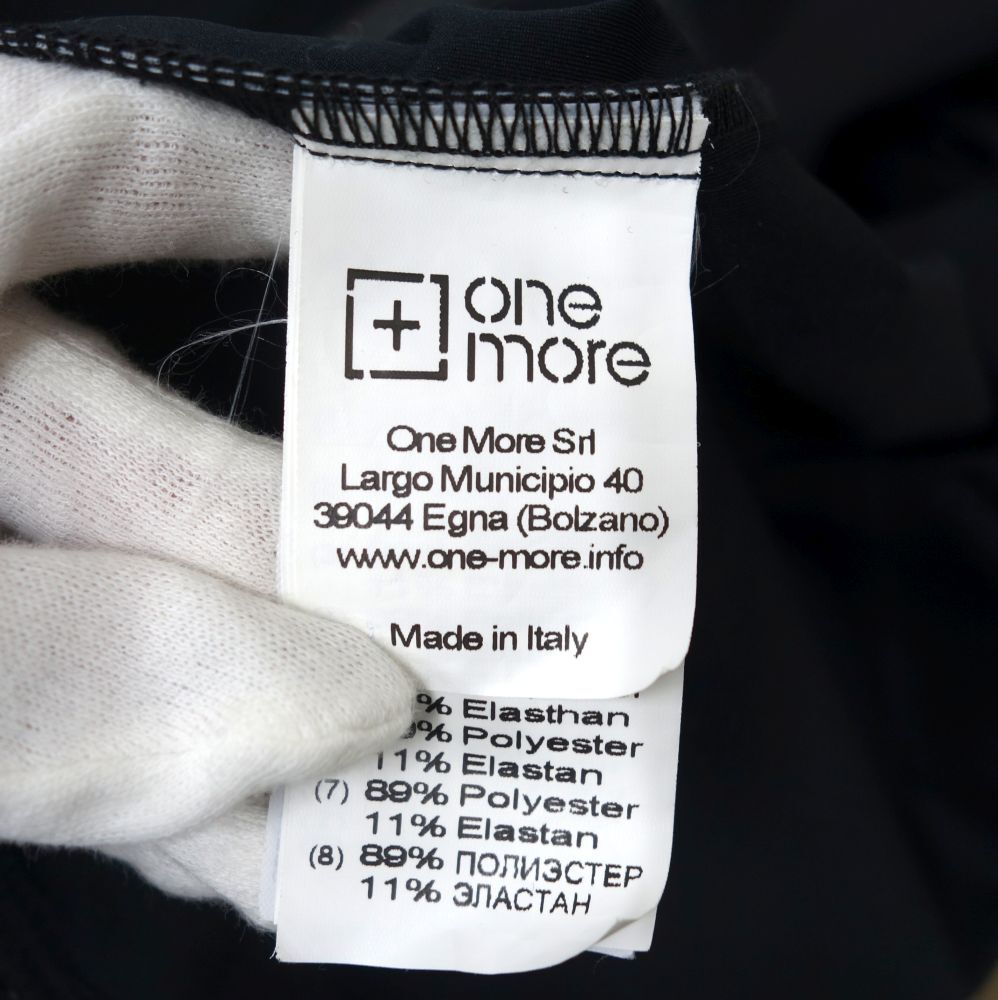 + one
more
One More Srl
Largo Municipio 40
39044 Egna (Bolzano)
www.one-more.info
Made in Italy
% Elasthan
9% Polyester
11% Elastan
(7) 89% Polyester
11% Elastan
(8) 89% ПОЛИЭСТЕР
11% ЭЛАСТАН